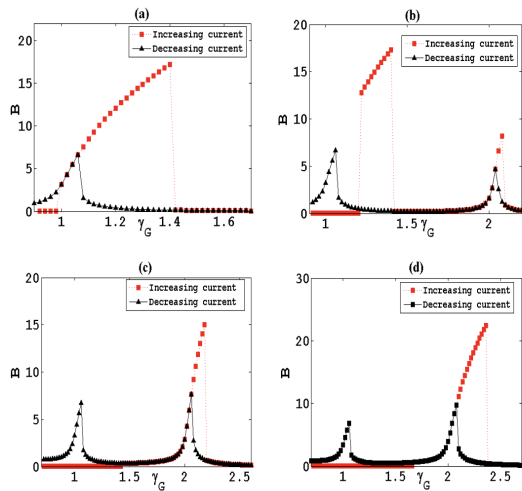 (a)
(b)
20
15
10
5
0
B
Increasing current
Decreasing current
1
1.2
1.4
1.6
γG
20
15
10
5
0
B
Increasing current
Decreasing current
1
1.5
2
γG
(c)
(d)
20
15
10
5
0
B
Increasing current
Decreasing current
1
1.5
2
2.5
γG
30
20
10
0
B
Increasing current
Decreasing current
1
1.5
2
2.5
γG